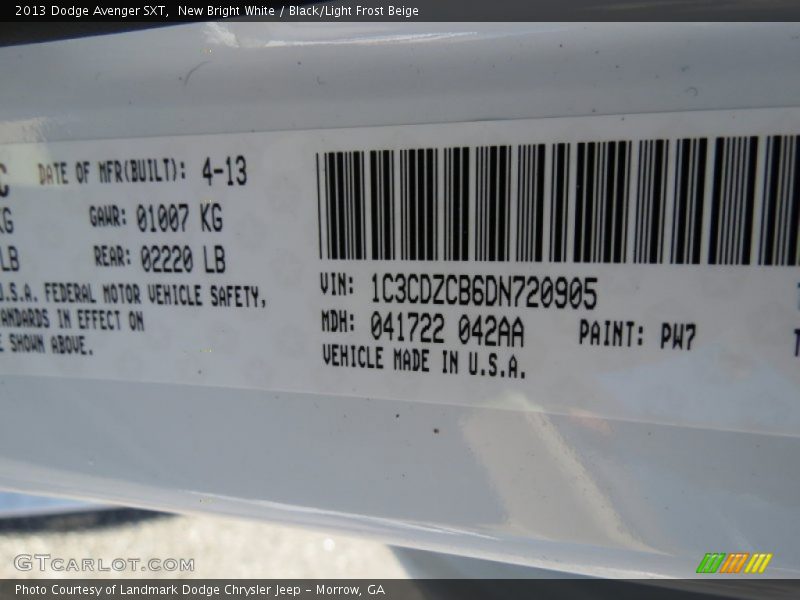 2013 Dodge Avenger SXT,  New Bright White / Black/Light Frost Beige
DATE OF MFR(BUILT): 4-13
KG GAWR: 01007 KG
LB REAR: 02220 LB
U.S.A. FEDERAL MOTOR VEHICLE SAFETY,
ANDARDS IN EFFECT ON
SHOWN ABOVE.
VIN: 1C3CDZCB6DN720905
MDH: 041722 042AA PAINT: PW7
VEHICLE MADE IN U.S.A.
GTCARLOT.COM
Photo Courtesy of Landmark Dodge Chrysler Jeep – Morrow, GA